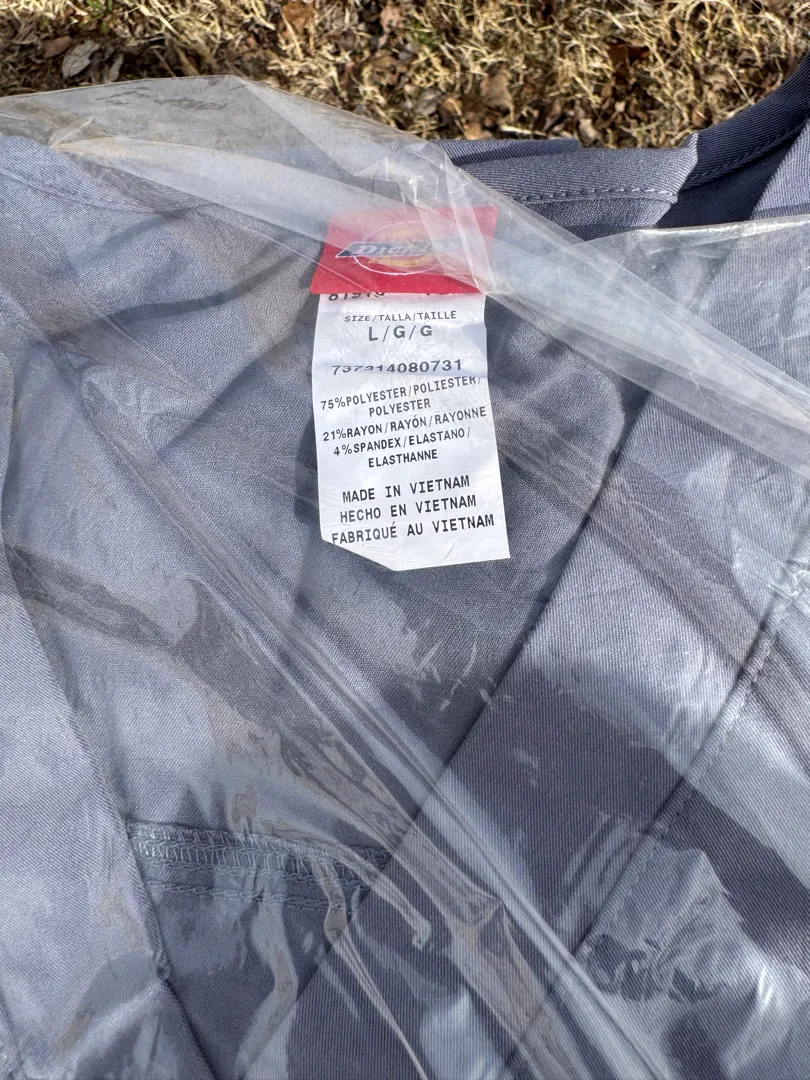 Dickies
SIZE/TALLA/TAILLE
L/G/G
737314080731
75%POLYESTER/POLIESTER/
POLYESTER
21%RAYON/RAYÓN/RAYONNE
4%SPANDEX/ELASTANO/
ELASTHANNE
MADE IN VIETNAM
HECHO EN VIETNAM
FABRIQUÉ AU VIETNAM